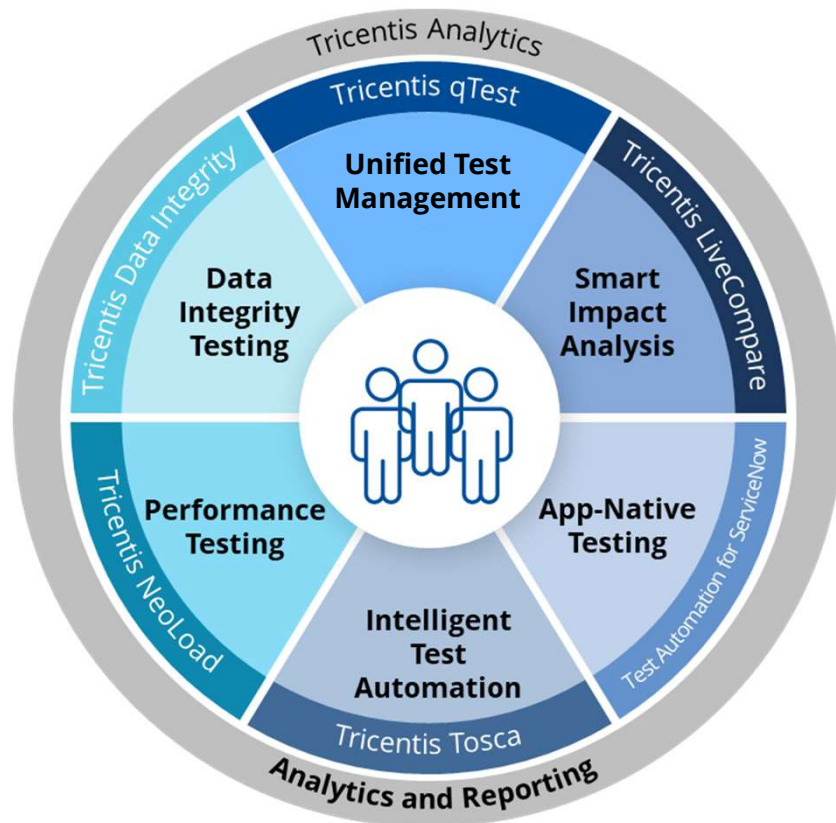 Tricentis Analytics
Tricentis qTest
Unified Test
Management
Tricentis Data Integrity
Data
Integrity
Testing
Tricentis LiveCompare
Smart
Impact
Analysis
Tricentis NeoLoad
Performance
Testing
App-Native
Testing
Test Automation for ServiceNow
Intelligent
Test
Automation
Tricentis Tosca
Analytics and Reporting